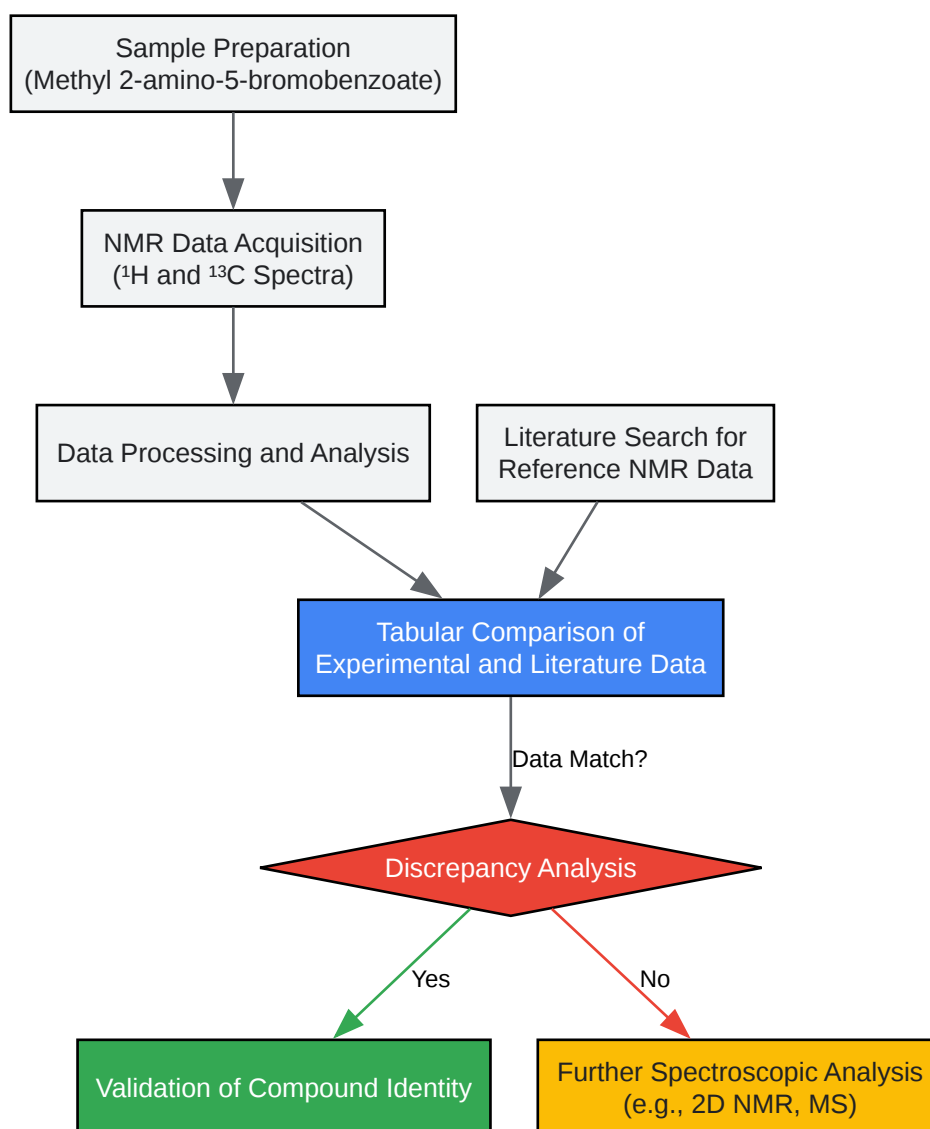 Sample Preparation
(Methyl 2-amino-5-bromobenzoate)
NMR Data Acquisition
(¹H and ¹³C Spectra)
Data Processing and Analysis
Literature Search for
Reference NMR Data
Tabular Comparison of
Experimental and Literature Data
Data Match?
Discrepancy Analysis
Yes
No
Validation of Compound Identity
Further Spectroscopic Analysis
(e.g., 2D NMR, MS)